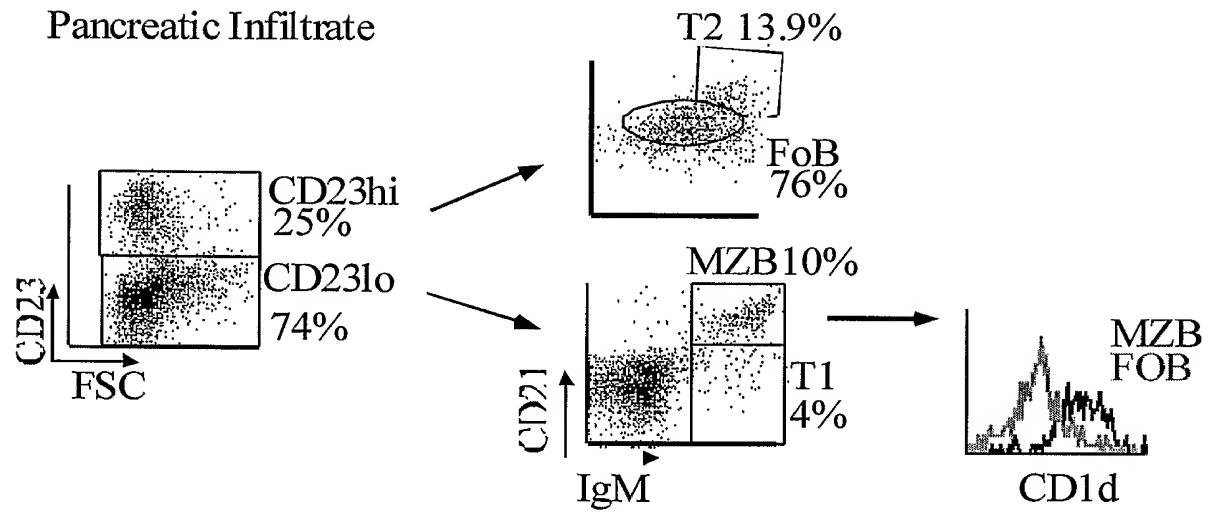 Pancreatic Infiltrate
T2 13.9%
FoB
76%
CD23hi
25%
CD23lo
74%
CD23
FSC
MZB10%
T1
4%
CD21
IgM
MZB
FOB
CD1d